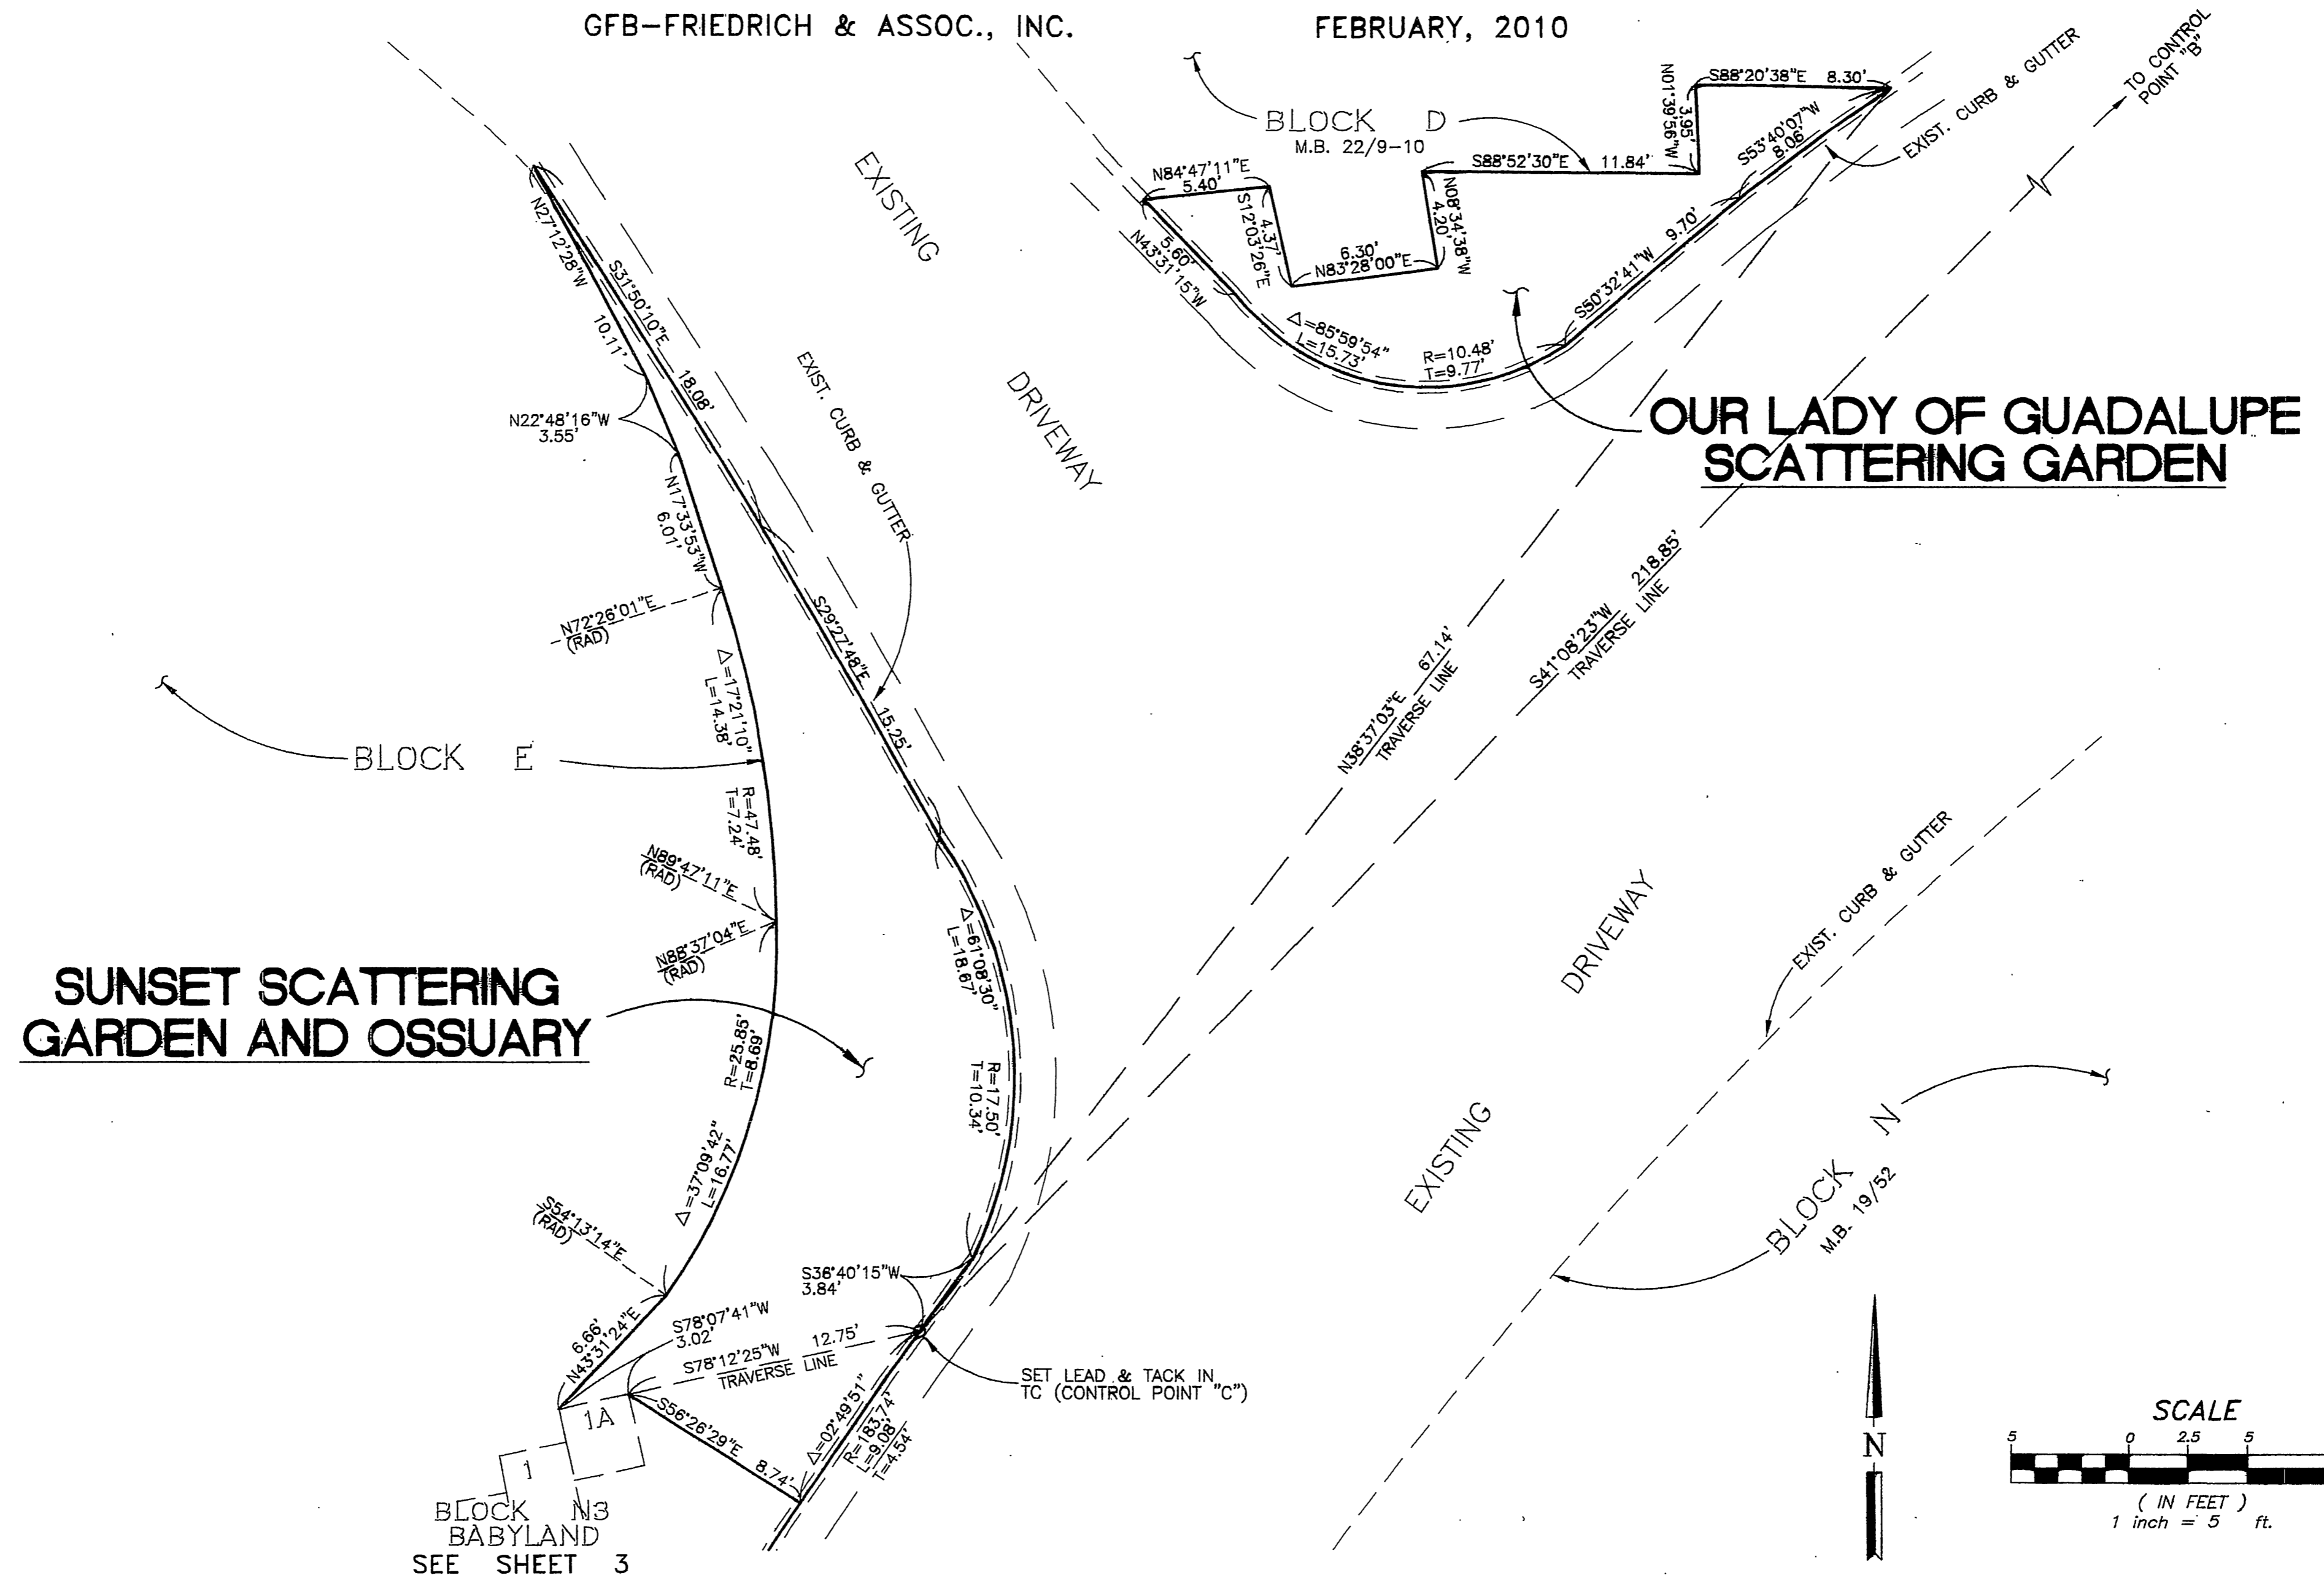 GFB-FRIEDRICH & ASSOC., INC.
FEBRUARY, 2010
TO CONTROL
POINT "B"
EXIST. CURB & GUTTER
S88°20'38"E 8.30'
N01°39'56"W
3.95'
S53°40'07"W
8.06'
BLOCK D
M.B. 22/9-10
S88°52'30"E 11.84'
N84°47'11"E
5.40'
S12°03'26"E
4.37'
6.30'
N83°28'00"E
N08°34'38"W
4.20'
5.60'
N43°31'15"W
S50°32'41"W 9.70'
△=85°59'54"
L=15.73'
R=10.48'
T=9.77'
OUR LADY OF GUADALUPE
SCATTERING GARDEN
EXISTING
DRIVEWAY
EXIST. CURB & GUTTER
N27°12'28"W
10.11'
S31°50'10"E
18.08'
N22°48'16"W
3.55'
N17°33'53"W
6.01'
N72°26'01"E
(RAD)
S29°27'48"E
15.25'
△=17°21'10"
L=14.38'
R=47.48'
T=7.24'
BLOCK E
N89°47'11"E
(RAD)
N88°37'04"E
(RAD)
N38°37'03"E 67.14'
TRAVERSE LINE
S41°08'23"W 218.85'
TRAVERSE LINE
SUNSET SCATTERING
GARDEN AND OSSUARY
△=61°08'30"
L=18.67'
R=17.50'
T=10.34'
R=25.85'
T=8.69'
△=37°09'42"
L=16.77'
S54°13'14"E
(RAD)
EXISTING
DRIVEWAY
EXIST. CURB & GUTTER
BLOCK N
M.B. 19/52
S36°40'15"W
3.84'
6.66'
N43°31'24"E
S78°07'41"W
3.02'
S78°12'25"W 12.75'
TRAVERSE LINE
SET LEAD & TACK IN
TC (CONTROL POINT "C")
S56°26'29"E
8.74'
△=02°49'51"
R=183.74'
L=9.08'
T=4.54'
1A
1
BLOCK N3
BABYLAND
SEE SHEET 3
N
SCALE
5 0 2.5 5
( IN FEET )
1 inch = 5 ft.